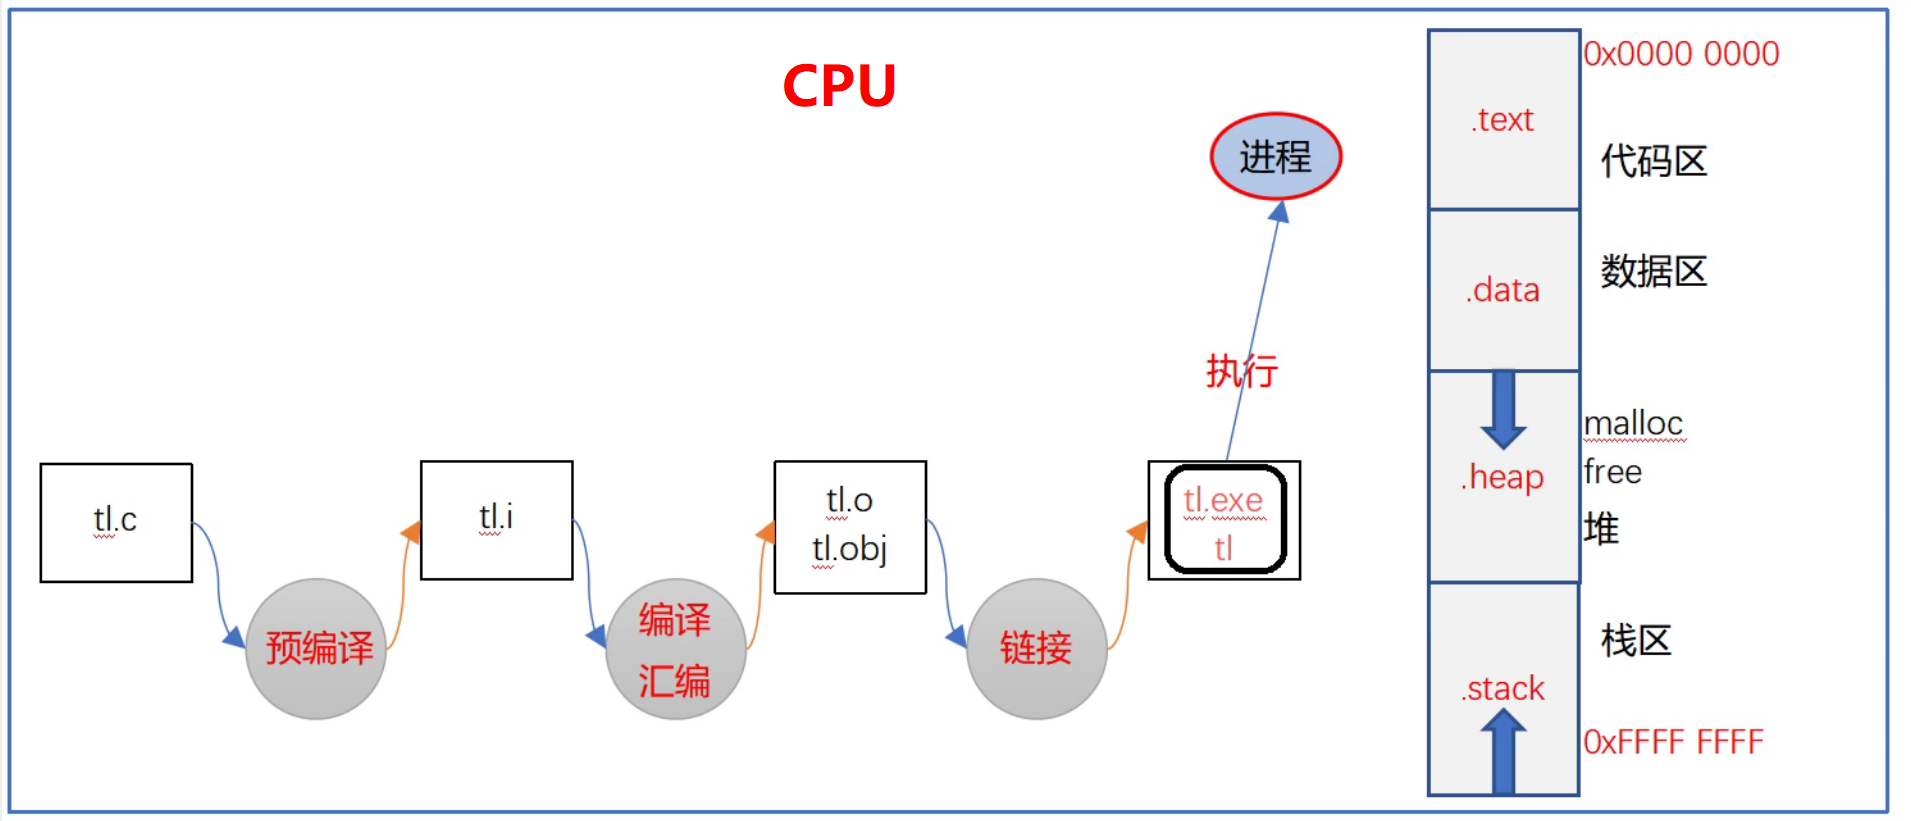 CPU
进程
执行
tl.c
预编译
tl.i
编译
汇编
tl.o
tl.obj
链接
tl.exe
tl
0x0000 0000
.text
代码区
.data
数据区
malloc
.heap
free
堆
栈区
.stack
0xFFFF FFFF